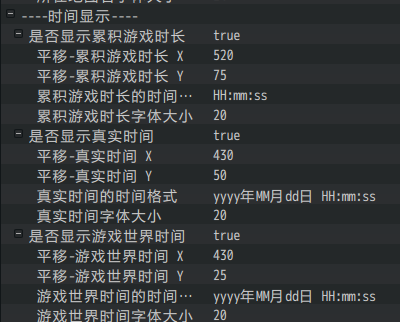 ----时间显示----
是否显示累积游戏时长 true
平移-累积游戏时长 X 520
平移-累积游戏时长 Y 75
累积游戏时长的时间… HH:mm:ss
累积游戏时长字体大小 20
是否显示真实时间 true
平移-真实时间 X 430
平移-真实时间 Y 50
真实时间的时间格式 yyyy年MM月dd日 HH:mm:ss
真实时间字体大小 20
是否显示游戏世界时间 true
平移-游戏世界时间 X 430
平移-游戏世界时间 Y 25
游戏世界时间的时间… yyyy年MM月dd日 HH:mm:ss
游戏世界时间字体大小 20